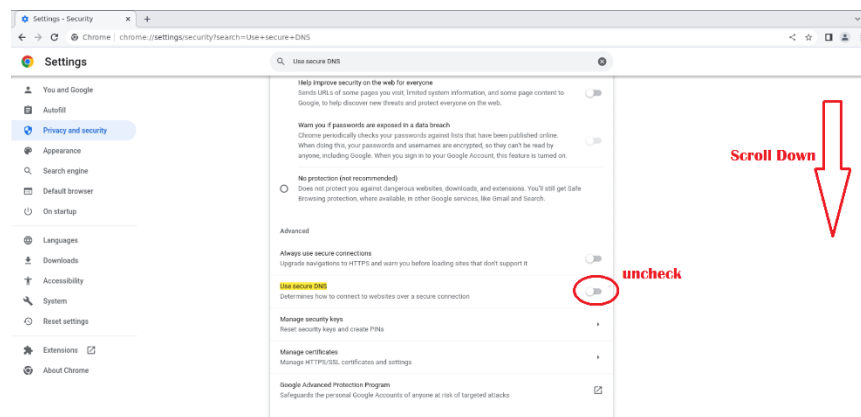 Settings - Security
Chrome | chrome://settings/security?search=Use+secure+DNS
Settings
Use secure DNS
You and Google
Autofill
Privacy and security
Appearance
Search engine
Default browser
On startup
Languages
Downloads
Accessibility
System
Reset settings
Extensions
About Chrome
Help improve security on the web for everyone
Sends URLs of some pages you visit, limited system information, and some page content to
Google, to help discover new threats and protect everyone on the web.
Warn you if passwords are exposed in a data breach
Chrome periodically checks your passwords against lists that have been published online.
When doing this, your passwords and usernames are encrypted, so they can't be read by
anyone, including Google. When you sign in to your Google Account, this feature is turned on.
No protection (not recommended)
Does not protect you against dangerous websites, downloads, and extensions. You'll still get Safe
Browsing protection, where available, in other Google services, like Gmail and Search.
Advanced
Always use secure connections
Upgrade navigations to HTTPS and warn you before loading sites that don't support it
Use secure DNS
Determines how to connect to websites over a secure connection
Manage security keys
Reset security keys and create PINs
Manage certificates
Manage HTTPS/SSL certificates and settings
Google Advanced Protection Program
Safeguards the personal Google Accounts of anyone at risk of targeted attacks
Scroll Down
uncheck